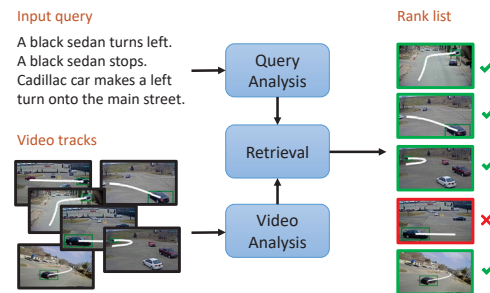 Input query
A black sedan turns left.
A black sedan stops.
Cadillac car makes a left
turn onto the main street.
Video tracks
Query
Analysis
Retrieval
Video
Analysis
Rank list